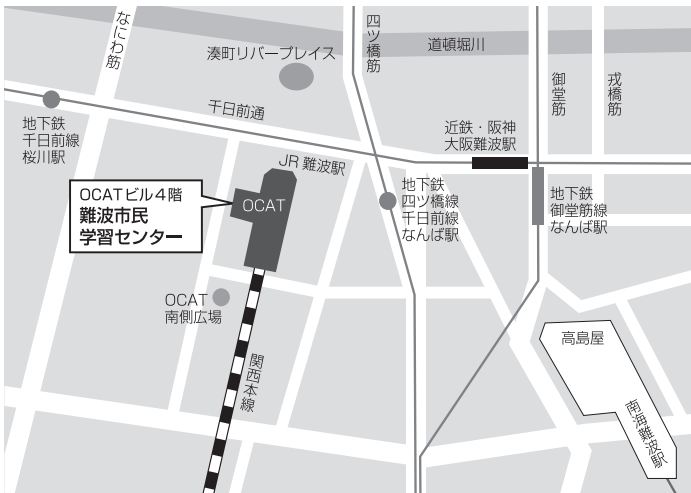 なにわ筋
四ツ橋筋
道頓堀川
湊町リバープレイス
御堂筋
戎橋筋
千日前通
地下鉄
千日前線
桜川駅
近鉄・阪神
大阪難波駅
JR 難波駅
OCATビル４階
難波市民
学習センター
OCAT
地下鉄
四ツ橋線
千日前線
なんば駅
地下鉄
御堂筋線
なんば駅
OCAT
南側広場
高島屋
関西本線
南海難波駅